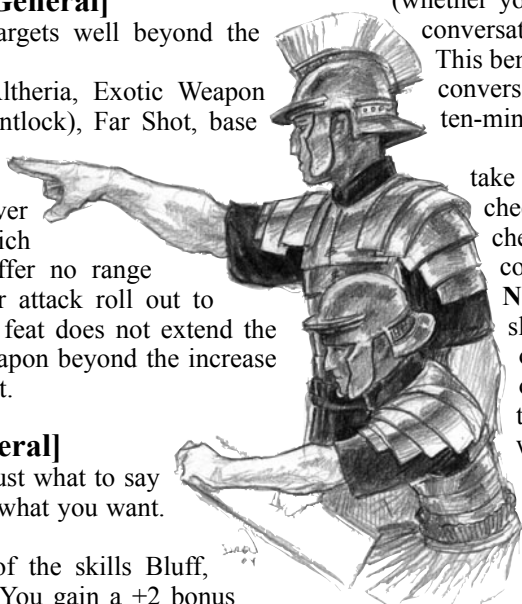 General]
argets well beyond the
ltheria, Exotic Weapon
ntlock), Far Shot, base
ver
ich
ffer no range
r attack roll out to
feat does not extend the
apon beyond the increase
t.
eral]
ust what to say
what you want.
of the skills Bluff,
You gain a +2 bonus
(whether yo
conversat
This ben
convers
ten-min
take
che
che
co
N